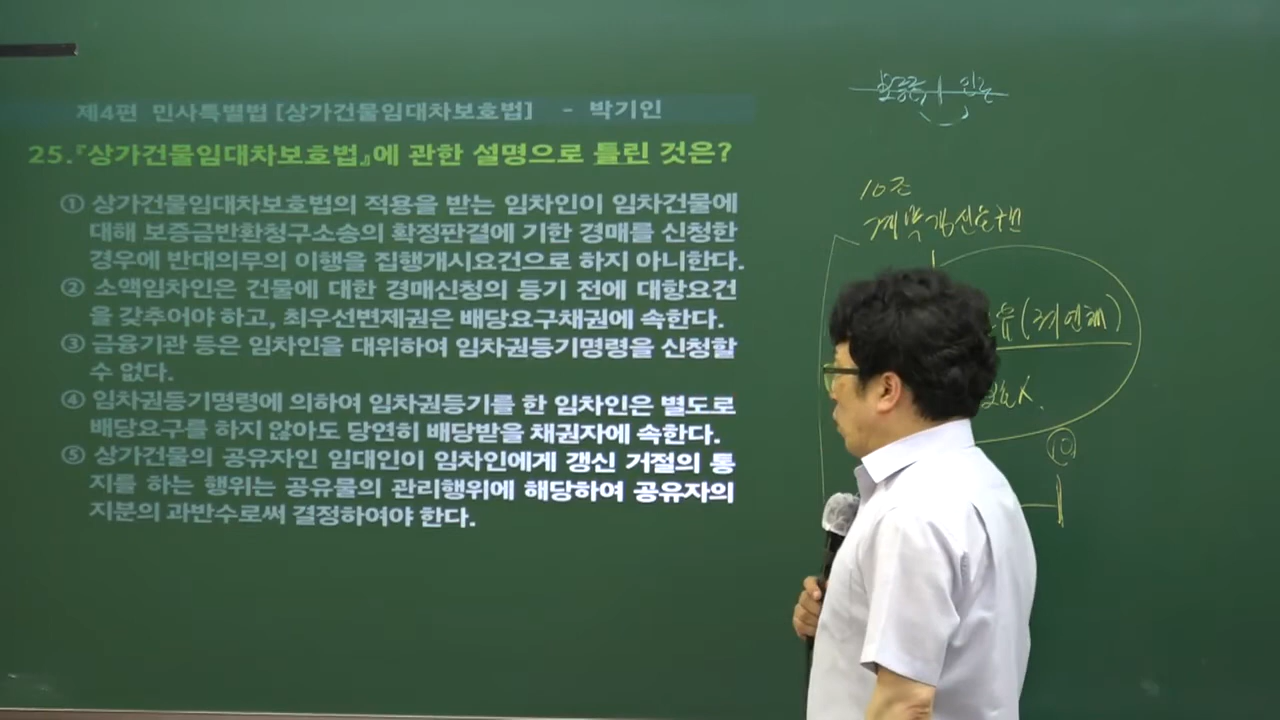 제4편 민사특별법 [상가건물임대차보호법] - 박기인
25.『상가건물임대차보호법』에 관한 설명으로 틀린 것은?
① 상가건물임대차보호법의 적용을 받는 임차인이 임차건물에
대해 보증금반환청구소송의 확정판결에 기한 경매를 신청한
경우에 반대의무의 이행을 집행개시요건으로 하지 아니한다.
② 소액임차인은 건물에 대한 경매신청의 등기 전에 대항요건
을 갖추어야 하고, 최우선변제권은 배당요구채권에 속한다.
③ 금융기관 등은 임차인을 대위하여 임차권등기명령을 신청할
수 없다.
④ 임차권등기명령에 의하여 임차권등기를 한 임차인은 별도로
배당요구를 하지 않아도 당연히 배당받을 채권자에 속한다.
⑤ 상가건물의 공유자인 임대인이 임차인에게 갱신 거절의 통
지를 하는 행위는 공유물의 관리행위에 해당하여 공유자의
지분의 과반수로써 결정하여야 한다.
보증금 인도
10조
계약갱신요구권
유(3기연체)
10